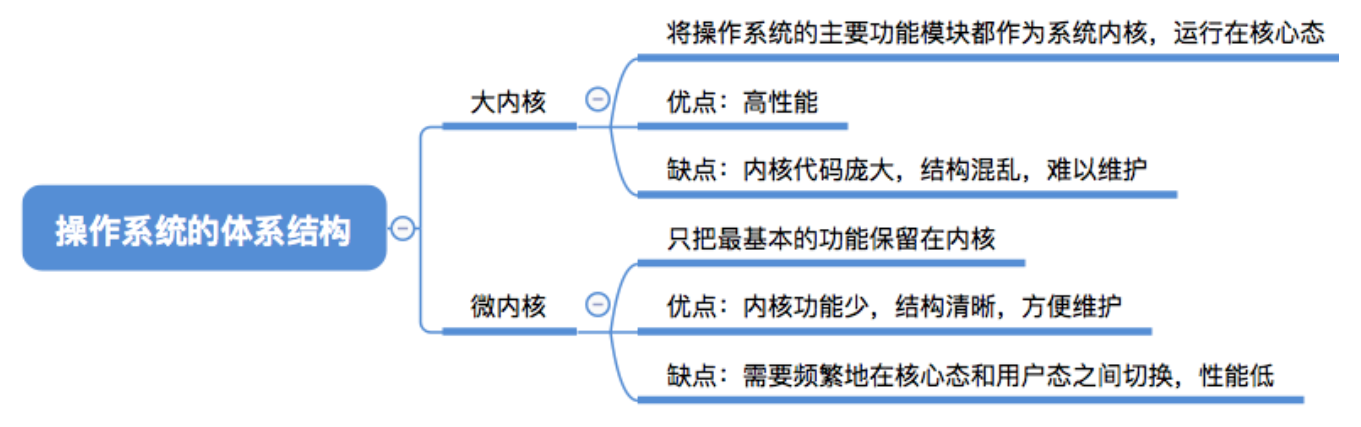 操作系统的体系结构
大内核
将操作系统的主要功能模块都作为系统内核，运行在核心态
优点：高性能
缺点：内核代码庞大，结构混乱，难以维护
微内核
只把最基本的功能保留在内核
优点：内核功能少，结构清晰，方便维护
缺点：需要频繁地在核心态和用户态之间切换，性能低